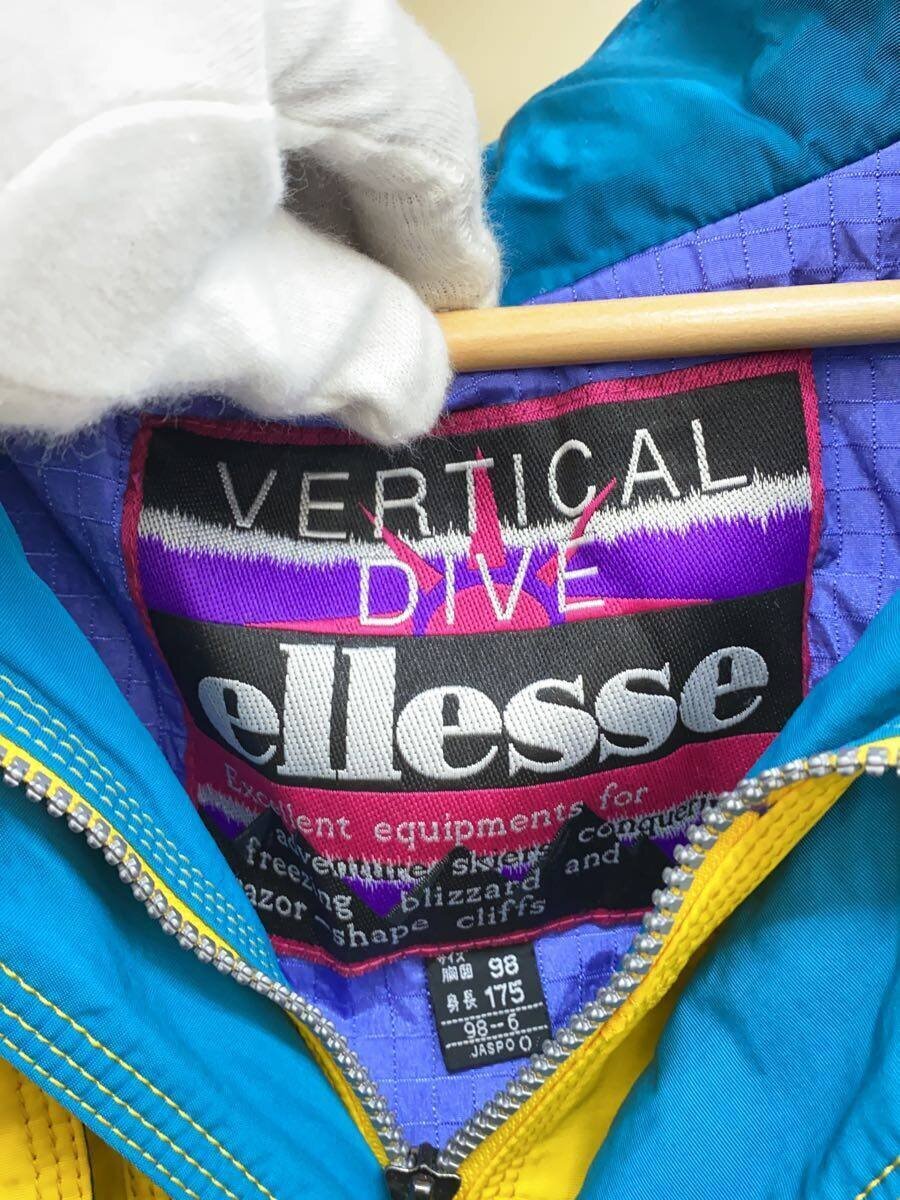 VERTICAL
DIVE
ellesse
Excellent equipments for
adventure skiers conquering
freezing blizzard and
razor-shape cliffs
サイズ
胸囲 98
身長 175
98-6
JASPO O